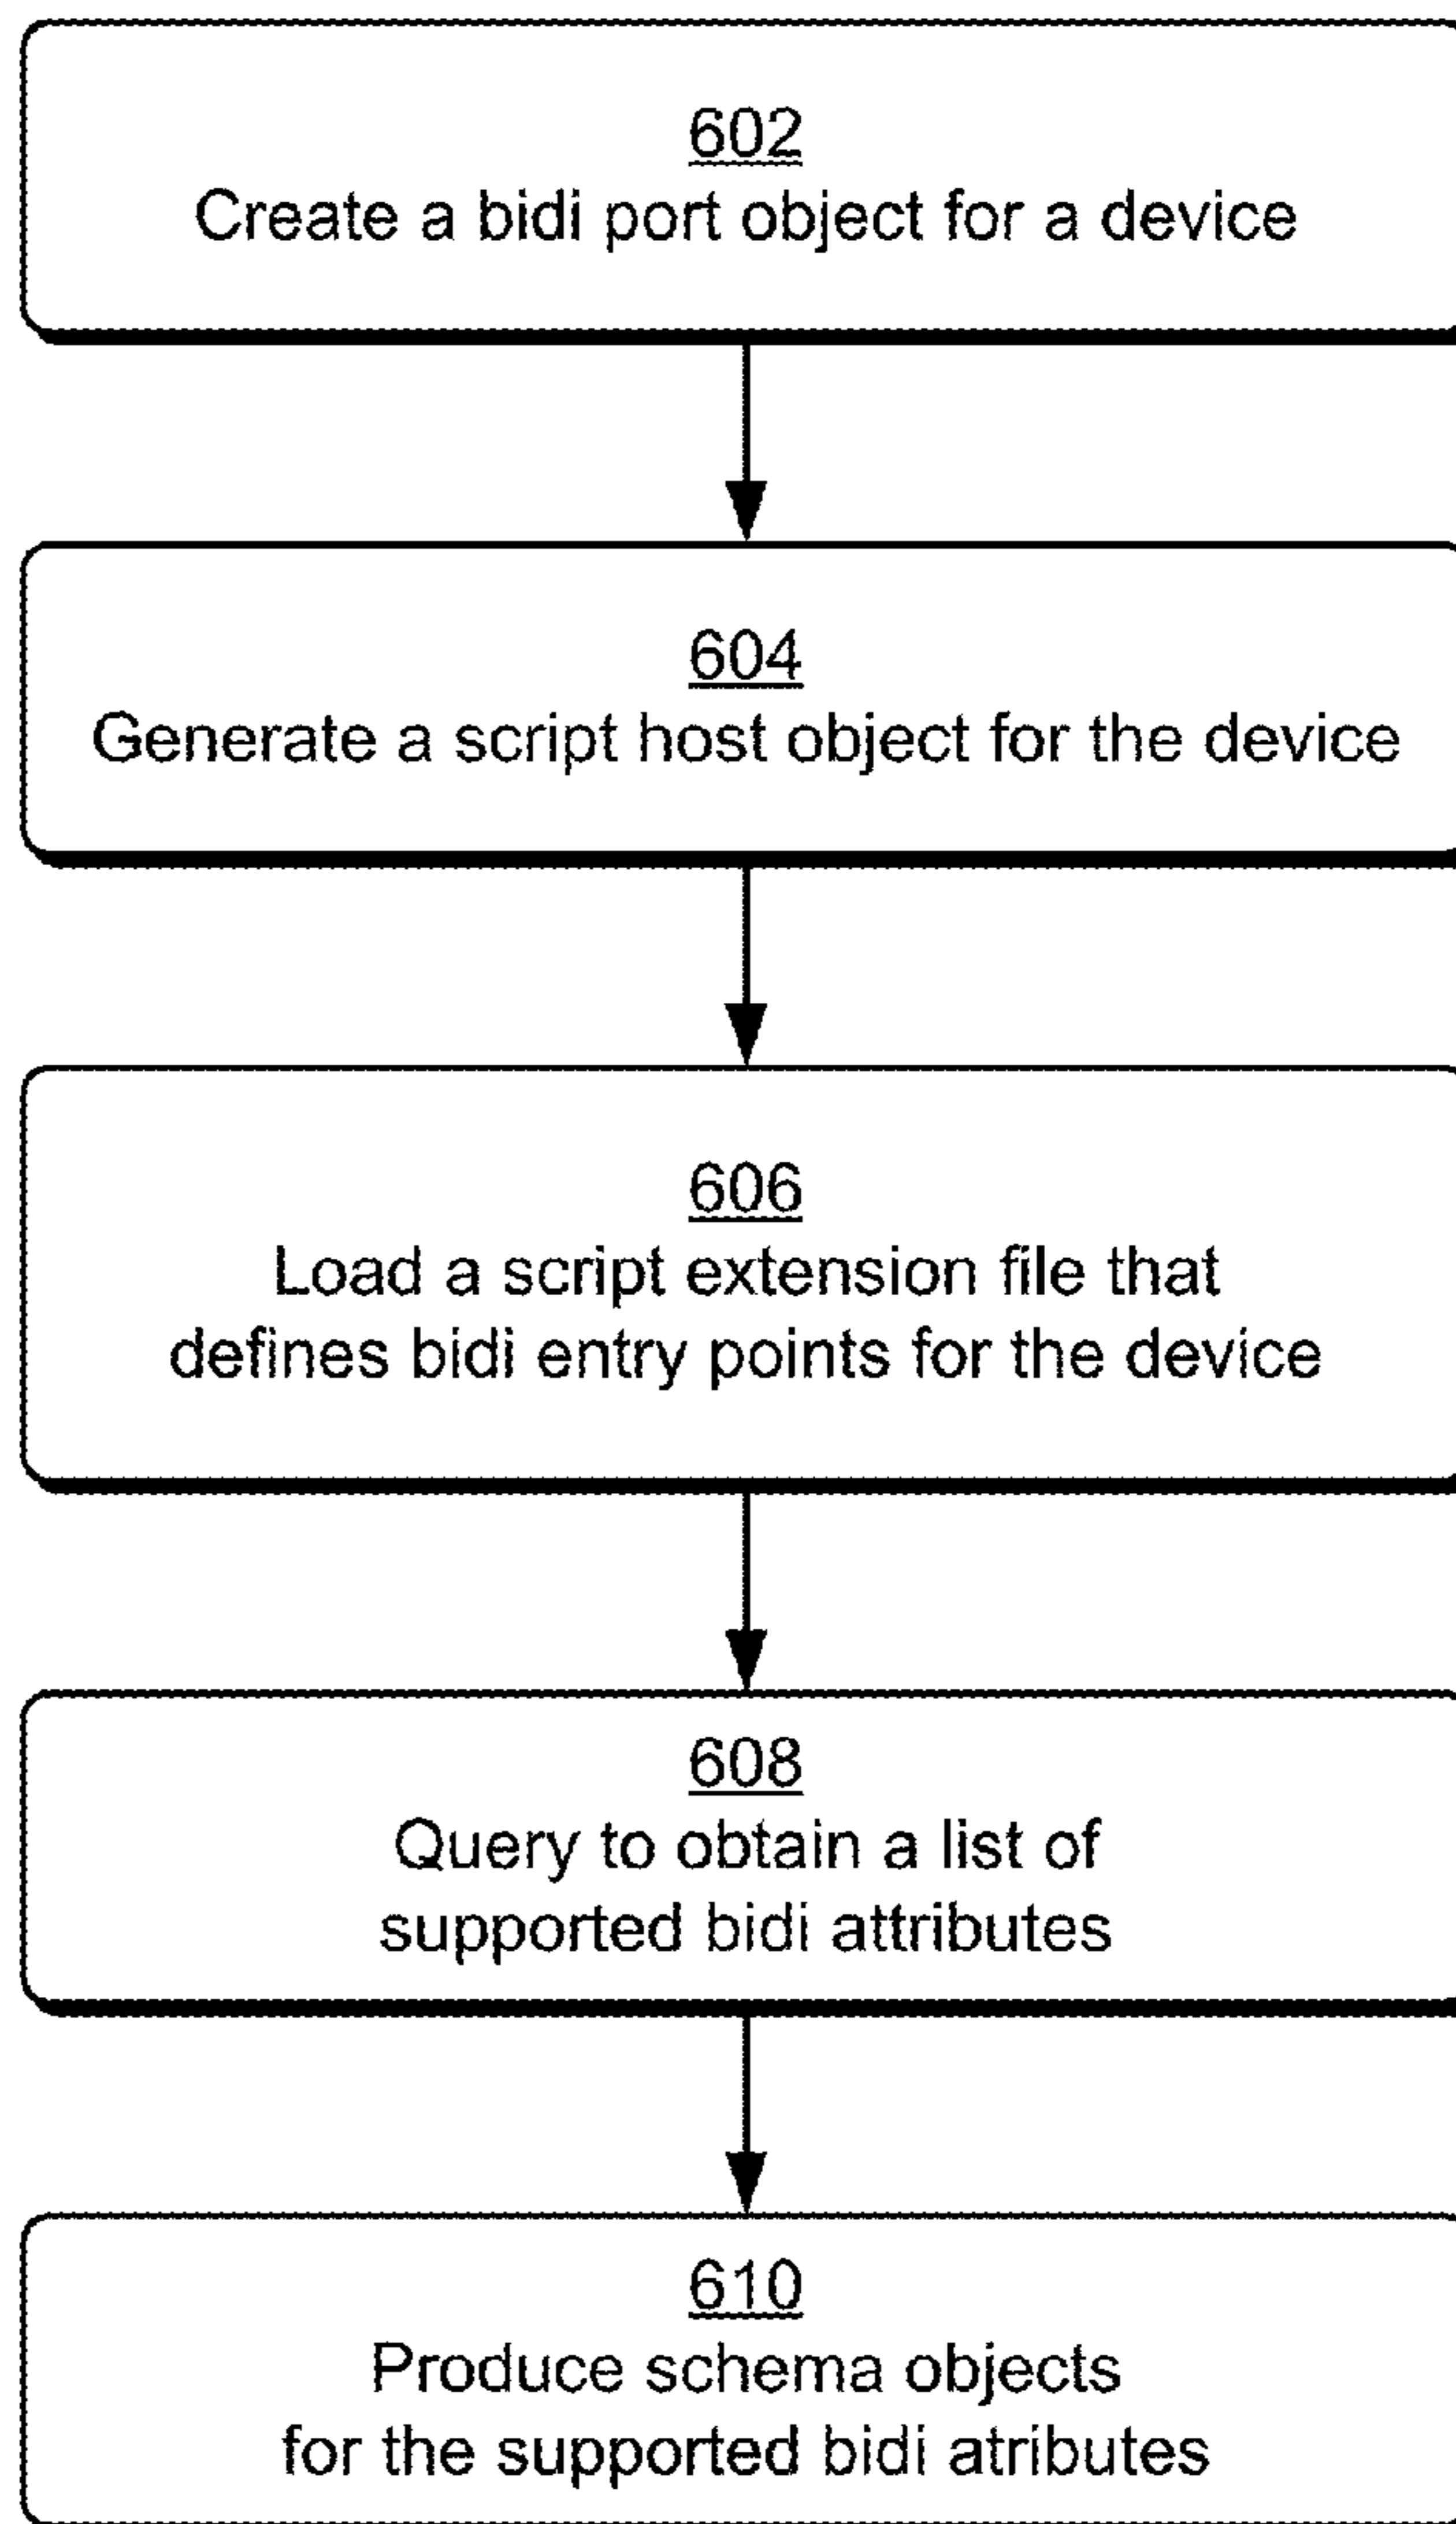 602
Create a bidi port object for a device
604
Generate a script host object for the device
606
Load a script extension file that
defines bidi entry points for the device
608
Query to obtain a list of
supported bidi attributes
610
Produce schema objects
for the supported bidi atributes